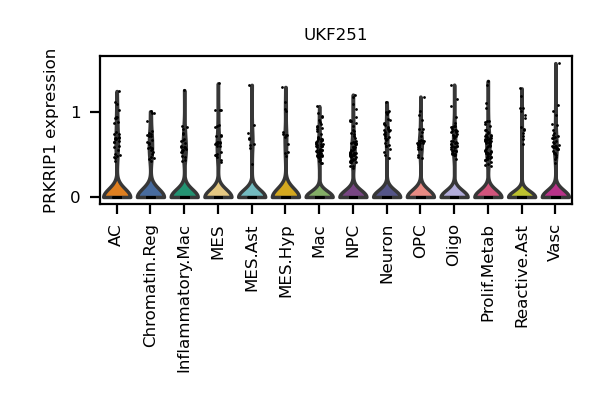 UKF251
PRKRIP1 expression
1
0
AC
Chromatin.Reg
Inflammatory.Mac
MES
MES.Ast
MES.Hyp
Mac
NPC
Neuron
OPC
Oligo
Prolif.Metab
Reactive.Ast
Vasc